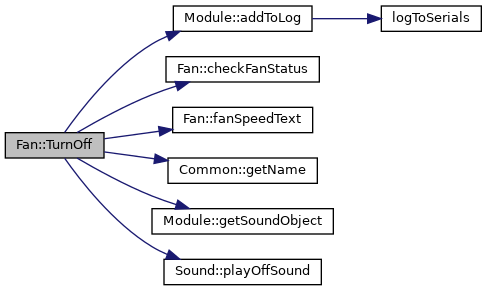 Module::addToLog
logToSerials
Fan::checkFanStatus
Fan::fanSpeedText
Fan::TurnOff
Common::getName
Module::getSoundObject
Sound::playOffSound